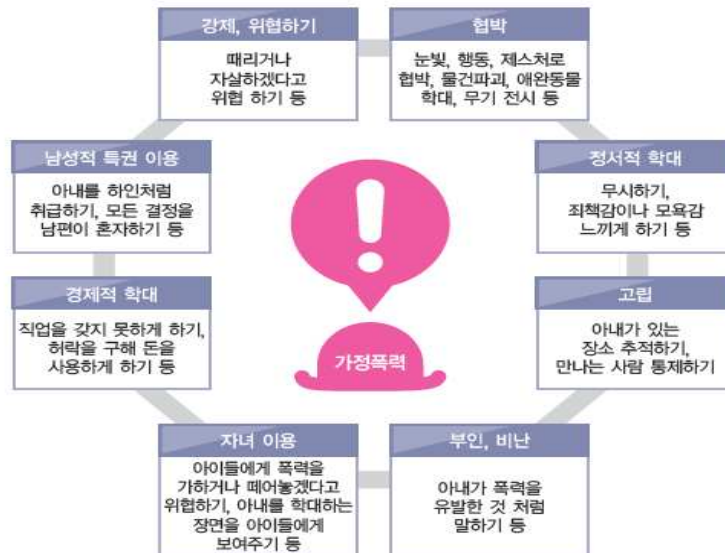 강제, 위협하기
때리거나
자살하겠다고
위협 하기 등
협박
눈빛, 행동, 제스처로
협박, 물건파괴, 애완동물
학대, 무기 전시 등
남성적 특권 이용
아내를 하인처럼
취급하기, 모든 결정을
남편이 혼자하기 등
정서적 학대
무시하기,
죄책감이나 모욕감
느끼게 하기 등
경제적 학대
직업을 갖지 못하게 하기,
허락을 구해 돈을
사용하게 하기 등
고립
아내가 있는
장소 추적하기,
만나는 사람 통제하기
가정폭력
자녀 이용
아이들에게 폭력을
가하거나 떼어놓겠다고
위협하기, 아내를 학대하는
장면을 아이들에게
보여주기 등
부인, 비난
아내가 폭력을
유발한 것 처럼
말하기 등